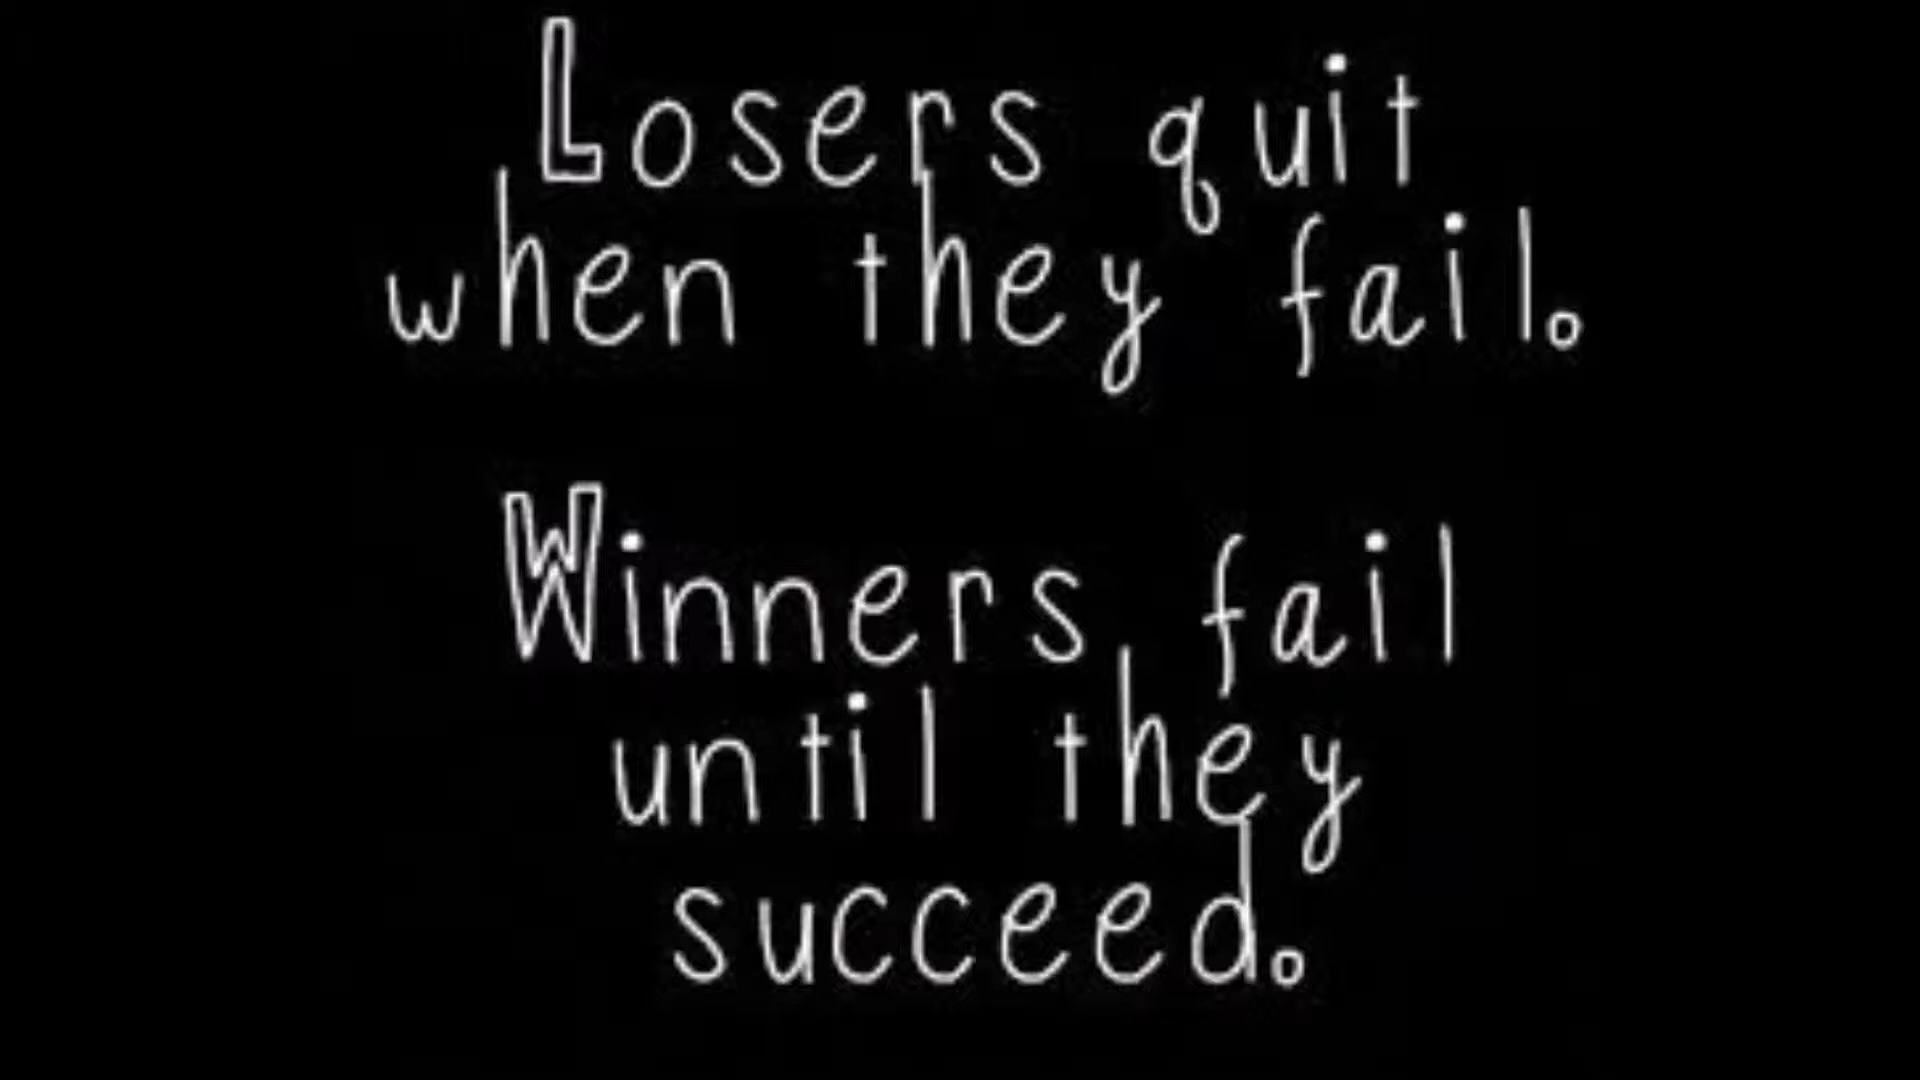 Losers quit
when they fail.
Winners fail
until they
succeed.